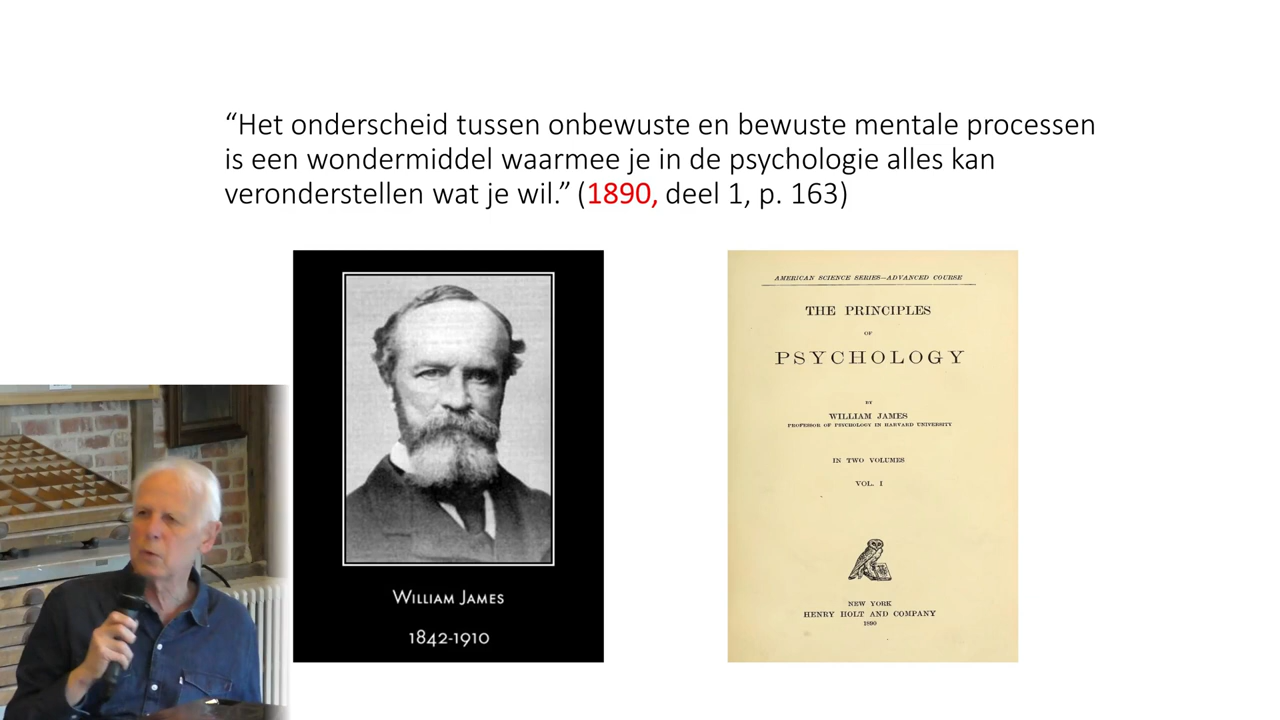 “Het onderscheid tussen onbewuste en bewuste mentale processen
is een wondermiddel waarmee je in de psychologie alles kan
veronderstellen wat je wil.” (1890, deel 1, p. 163)
WILLIAM JAMES
1842-1910
AMERICAN SCIENCE SERIES—ADVANCED COURSE
THE PRINCIPLES
OF
PSYCHOLOGY
BY
WILLIAM JAMES
PROFESSOR OF PSYCHOLOGY IN HARVARD UNIVERSITY
IN TWO VOLUMES
VOL. I
NEW YORK
HENRY HOLT AND COMPANY
1890